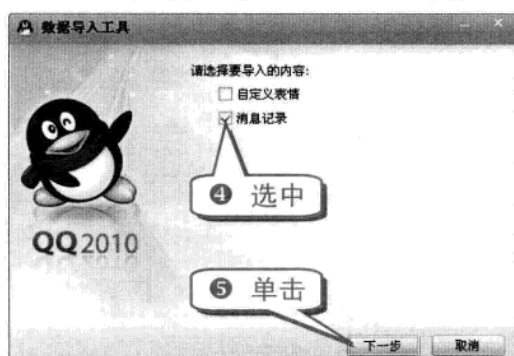 数据导入工具
请选择要导入的内容:
自定义表情
消息记录
❹ 选中
QQ2010
❺ 单击
下一步 取消